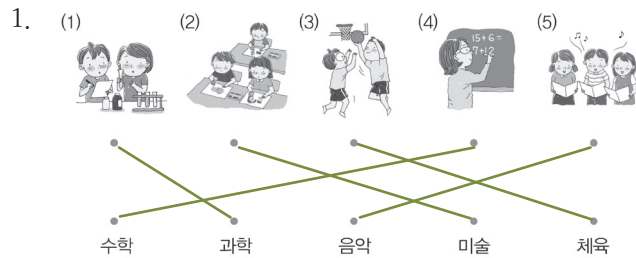 1. (1) (2) (3) (4) (5)
15+6=
7+12
수학 과학 음악 미술 체육